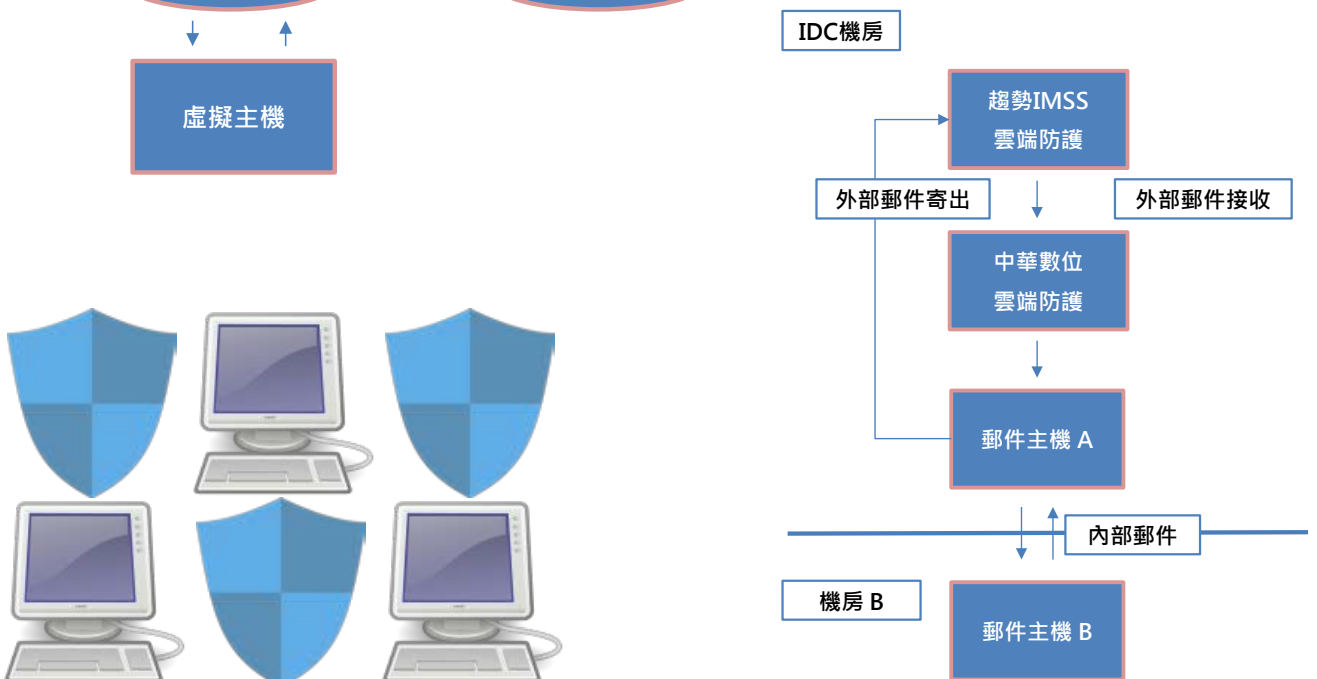 虛擬主機
IDC機房
趨勢IMSS
雲端防護
外部郵件寄出
外部郵件接收
中華數位
雲端防護
郵件主機 A
內部郵件
機房 B
郵件主機 B